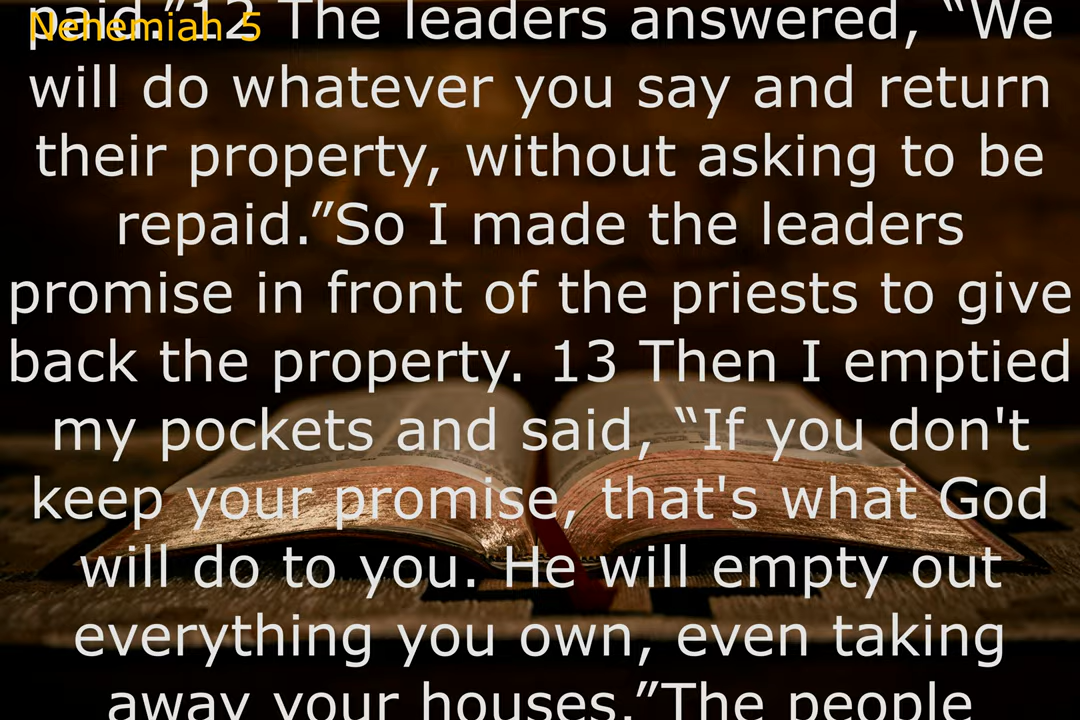 Nehemiah 5
paid.”12 The leaders answered, “We
will do whatever you say and return
their property, without asking to be
repaid.”So I made the leaders
promise in front of the priests to give
back the property. 13 Then I emptied
my pockets and said, “If you don't
keep your promise, that's what God
will do to you. He will empty out
everything you own, even taking
away your houses.”The people